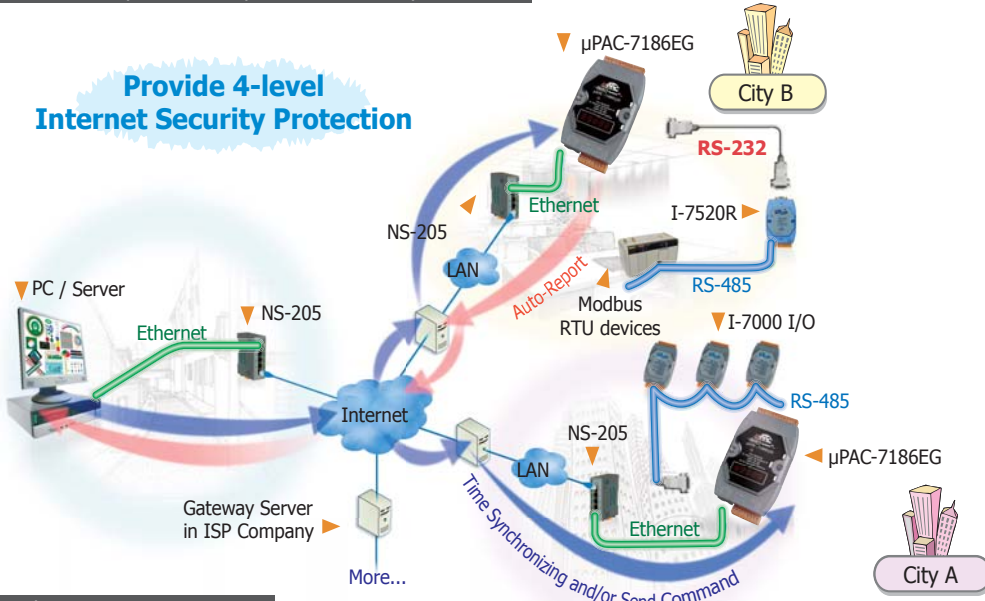 µPAC-7186EG
City B
Provide 4-level
Internet Security Protection
RS-232
Ethernet
I-7520R
NS-205
LAN
RS-485
Auto-Report
Modbus
RTU devices
PC / Server
NS-205
Ethernet
I-7000 I/O
Internet
RS-485
NS-205
LAN
µPAC-7186EG
Gateway Server
in ISP Company
Ethernet
Time Synchronizing and/or Send Command
More...
City A